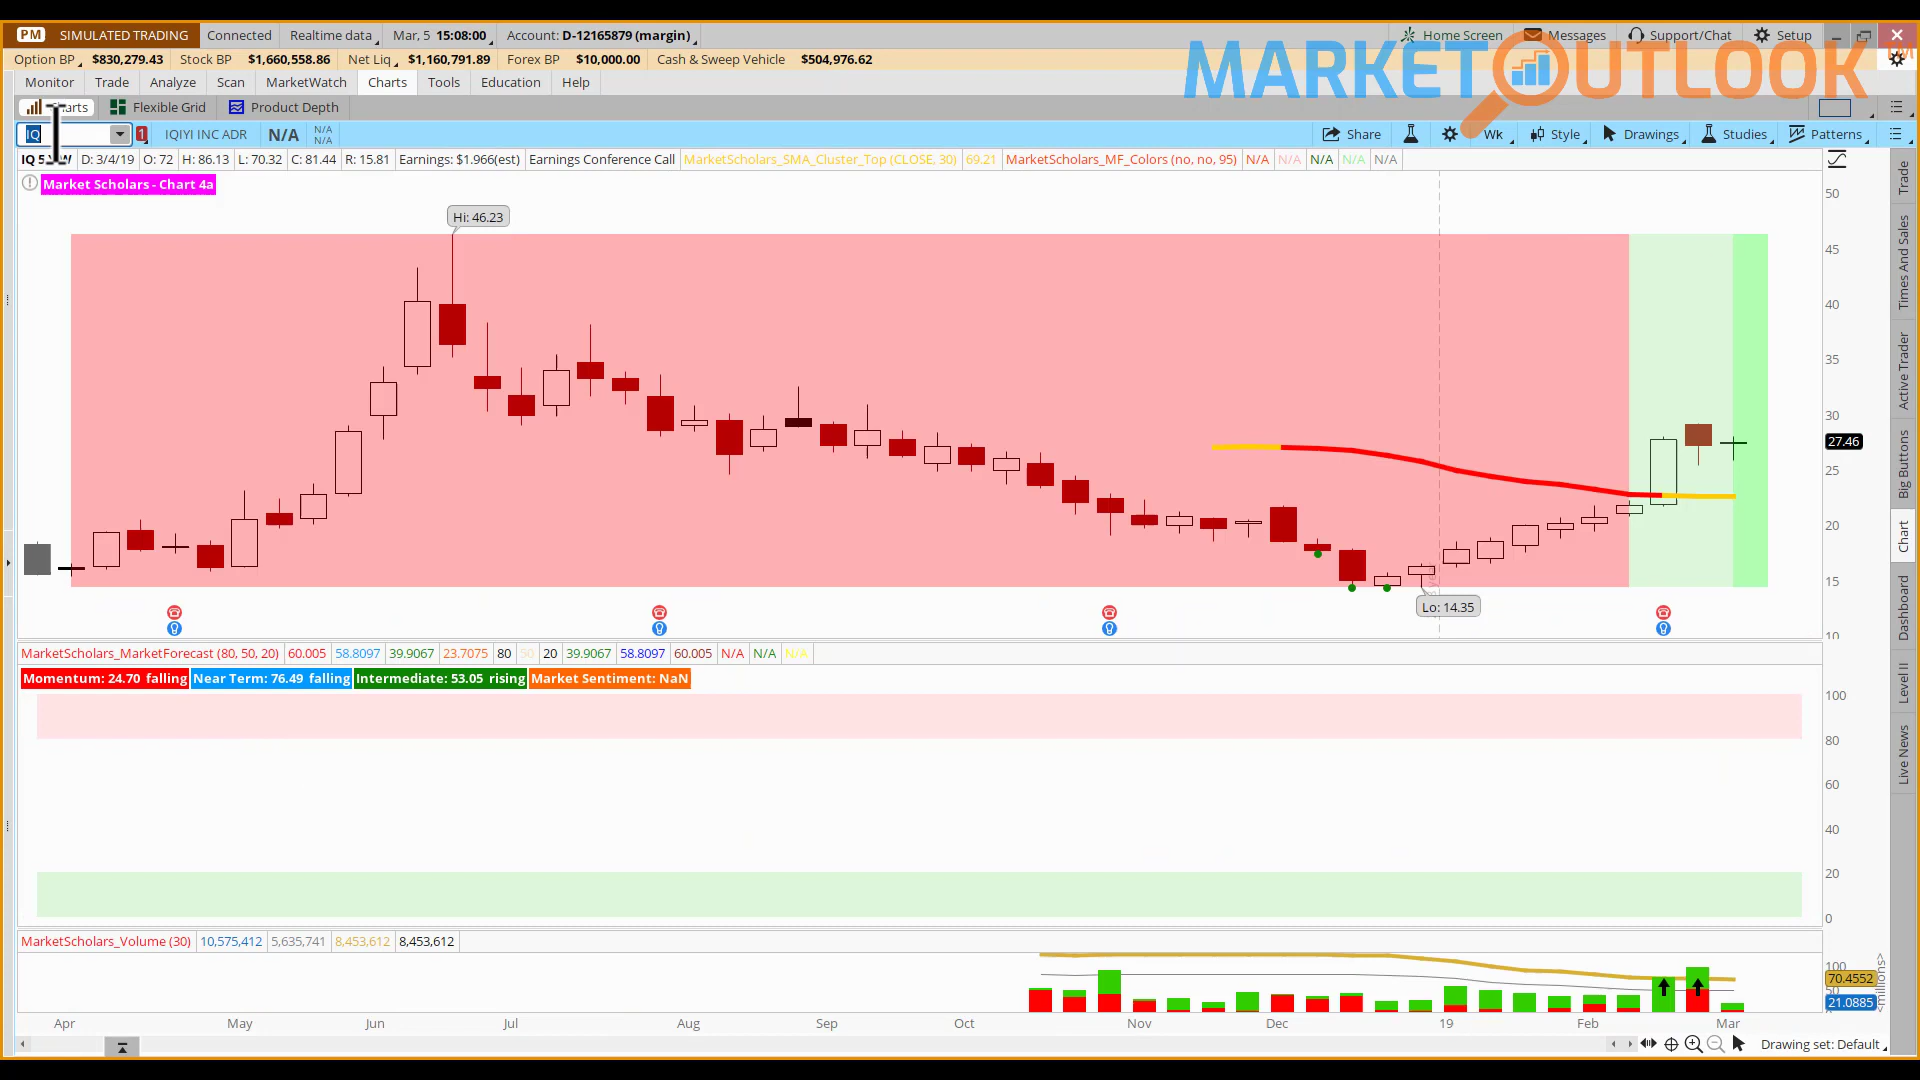 PM SIMULATED TRADING Connected Realtime data Mar, 5 15:08:00 Account: D-12165879 (margin) Home Screen Messages Support/Chat Setup
MARKET OUTLOOK TM
Option BP $830,279.43 Stock BP $1,660,558.86 Net Liq $1,160,791.89 Forex BP $10,000.00 Cash & Sweep Vehicle $504,976.62
Monitor Trade Analyze Scan MarketWatch Charts Tools Education Help
Flexible Grid Product Depth
IQ 1 IQIYI INC ADR N/A N/A N/A Share Wk Style Drawings Studies Patterns
IQ D: 3/4/19 O: 72 H: 86.13 L: 70.32 C: 81.44 R: 15.81 Earnings: $1.966(est) Earnings Conference Call MarketScholars_SMA_Cluster_Top (CLOSE, 30) 69.21 MarketScholars_MF_Colors (no, no, 95) N/A N/A N/A N/A N/A
Market Scholars - Chart 4a
Hi: 46.23
50
45
40
35
30
27.46
25
20
15
10
Lo: 14.35
MarketScholars_MarketForecast (80, 50, 20) 60.005 58.8097 39.9067 23.7075 80 50 20 39.9067 58.8097 60.005 N/A N/A N/A
Momentum: 24.70 falling Near Term: 76.49 falling Intermediate: 53.05 rising Market Sentiment: NaN
100
80
60
40
20
0
MarketScholars_Volume (30) 10,575,412 5,635,741 8,453,612 8,453,612
100
70.4552
21.0885
<millions>
Apr May Jun Jul Aug Sep Oct Nov Dec 19 Feb Mar
Drawing set: Default
Trade
Times And Sales
Active Trader
Big Buttons
Chart
Dashboard
Level II
Live News